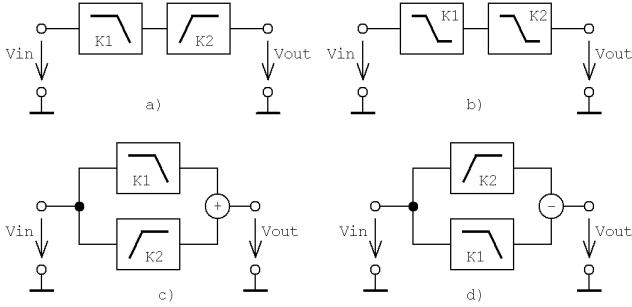 K1 K2 K1 K2
Vin Vout Vin Vout
a) b)
K1 + K2 -
Vin Vout Vin Vout
K2 K1
c) d)